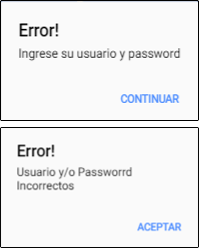 Error!
Ingrese su usuario y password
CONTINUAR
Error!
Usuario y/o Passworrd
Incorrectos
ACEPTAR